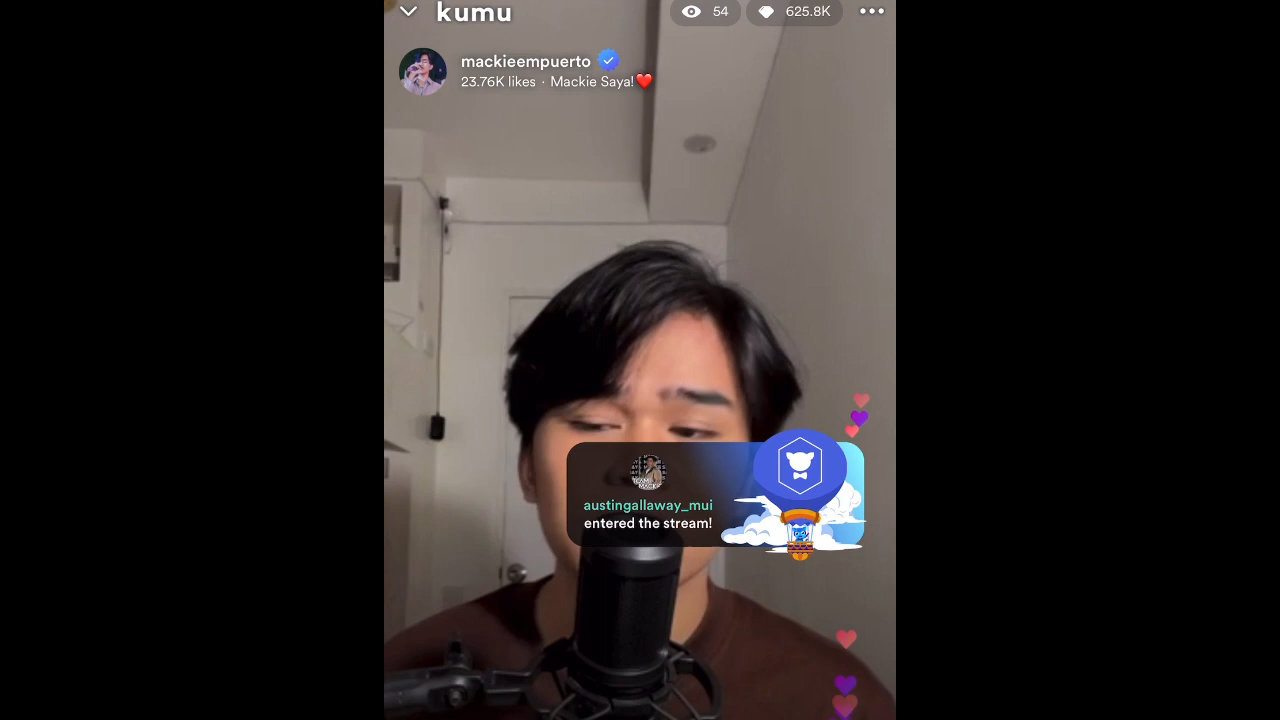 kumu
54
625.8K
mackieempuerto
23.76K likes · Mackie Saya!❤️
austingallaway_mui
entered the stream!